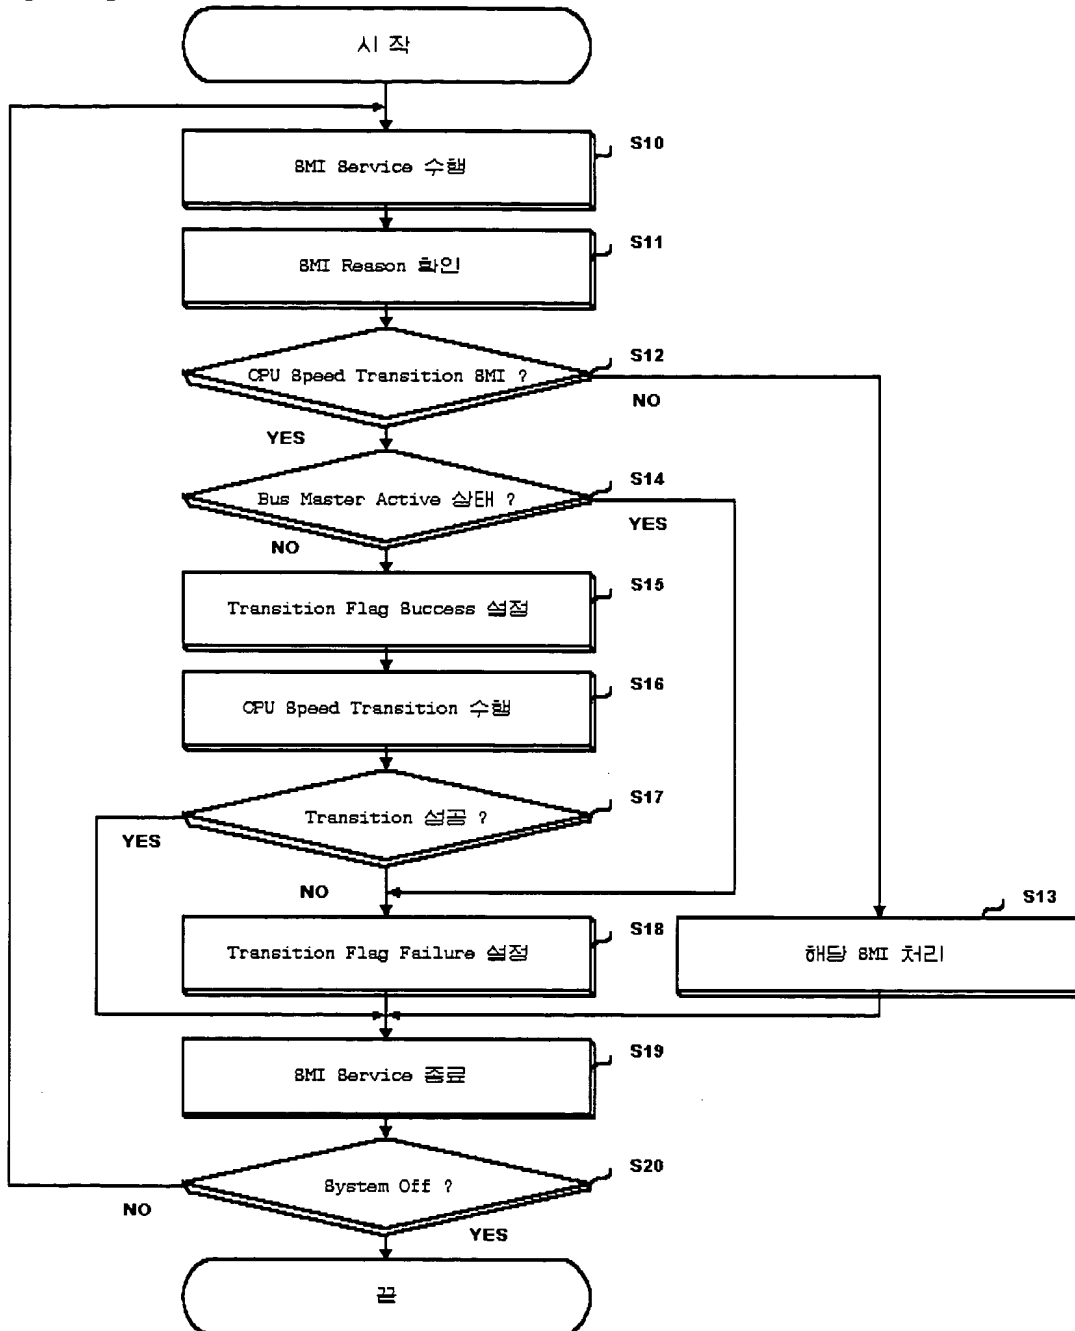 시 작
S10
SMI Service 수행
S11
SMI Reason 확인
S12
CPU Speed Transition SMI ?
NO
YES
S14
Bus Master Active 상태 ?
YES
NO
S15
Transition Flag Success 설정
S16
CPU Speed Transition 수행
S17
Transition 성공 ?
YES
NO
S13
S18
Transition Flag Failure 설정
해당 SMI 처리
S19
SMI Service 종료
S20
System Off ?
NO
YES
끝